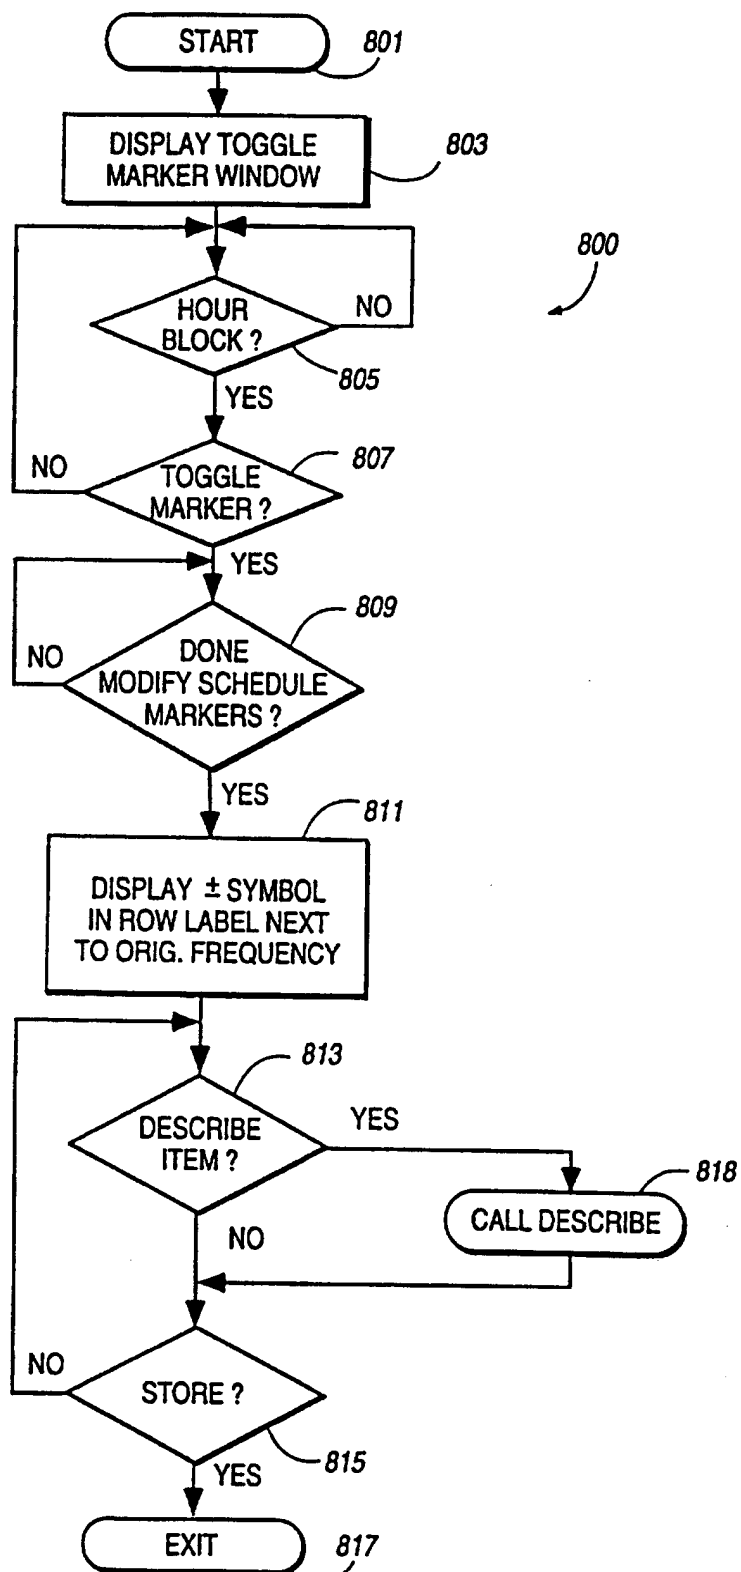 START
801
DISPLAY TOGGLE
MARKER WINDOW
803
800
HOUR
BLOCK ?
NO
805
YES
NO
TOGGLE
MARKER ?
807
YES
809
NO
DONE
MODIFY SCHEDULE
MARKERS ?
YES
811
DISPLAY ± SYMBOL
IN ROW LABEL NEXT
TO ORIG. FREQUENCY
813
DESCRIBE
ITEM ?
YES
818
CALL DESCRIBE
NO
NO
STORE ?
815
YES
EXIT
817